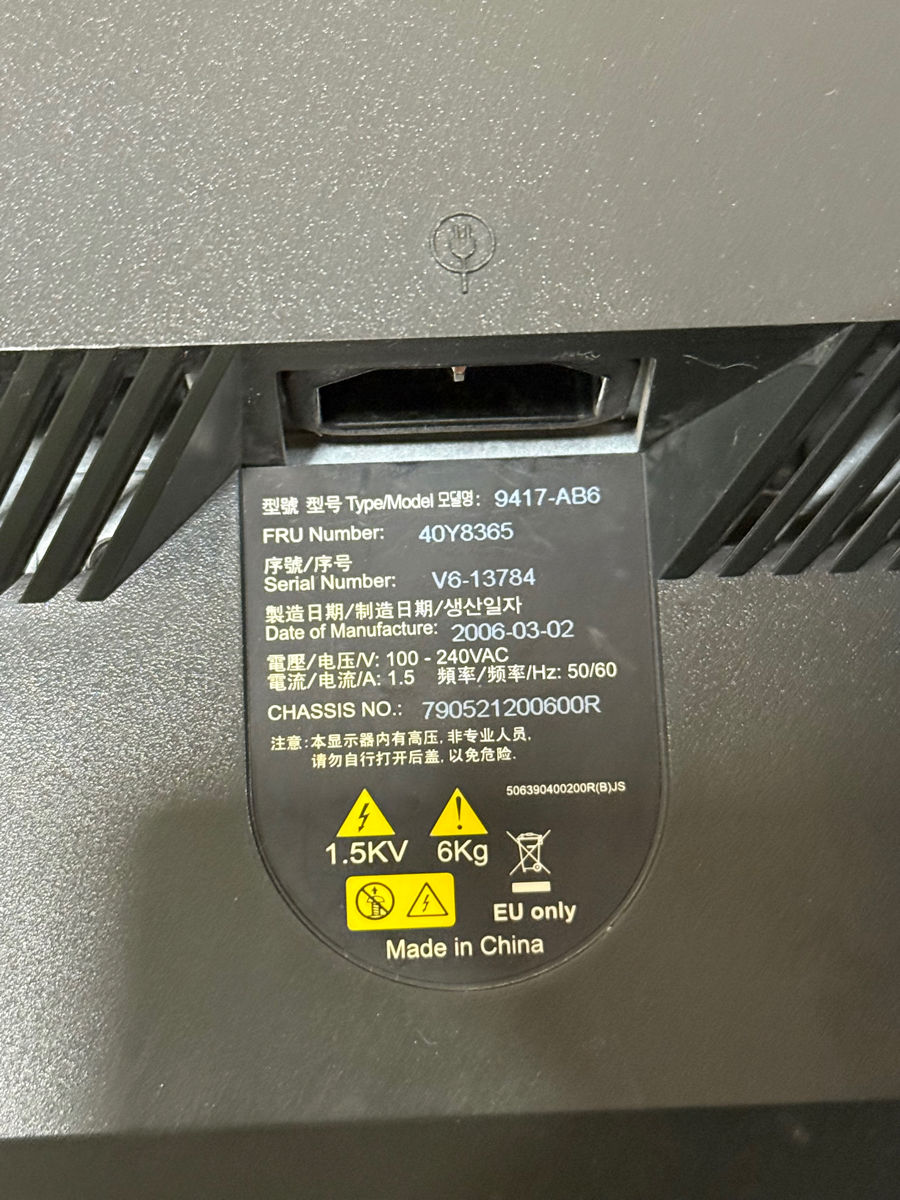 型號 型号 Type/Model 모델명: 9417-AB6
FRU Number: 40Y8365
序號/序号
Serial Number: V6-13784
製造日期/制造日期/생산일자
Date of Manufacture: 2006-03-02
電壓/电压/V: 100 - 240VAC
電流/电流/A: 1.5 頻率/频率/Hz: 50/60
CHASSIS NO.: 790521200600R
注意:本显示器内有高压, 非专业人员,
请勿自行打开后盖, 以免危险.
506390400200R(B)JS
1.5KV 6Kg
EU only
Made in China